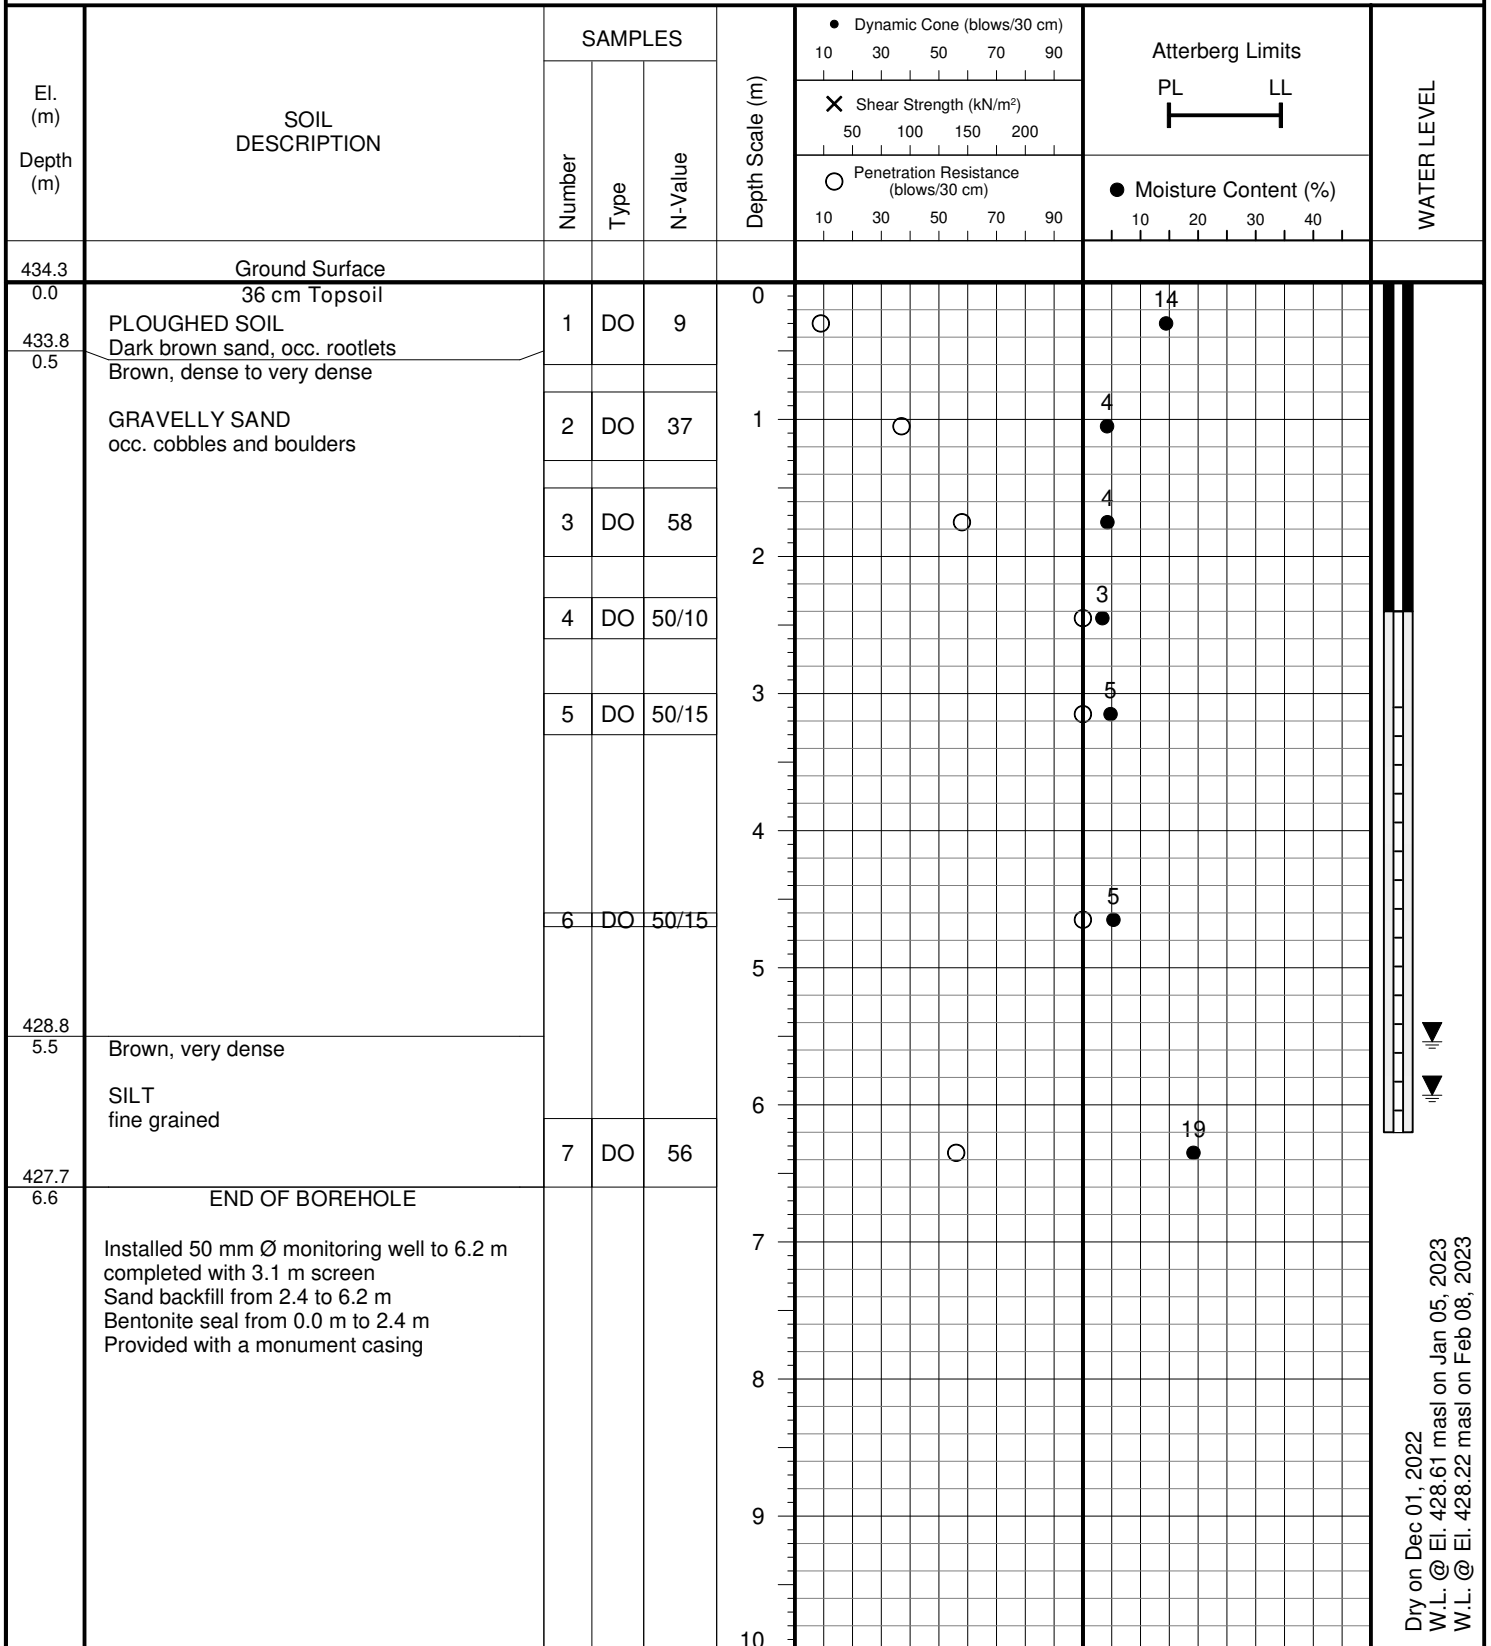 El.
(m)
Depth
(m)
SOIL
DESCRIPTION
SAMPLES
Number
Type
N-Value
Depth Scale (m)
● Dynamic Cone (blows/30 cm)
10 30 50 70 90
✕ Shear Strength (kN/m²)
50 100 150 200
○ Penetration Resistance
(blows/30 cm)
10 30 50 70 90
Atterberg Limits
PL LL
● Moisture Content (%)
10 20 30 40
WATER LEVEL
434.3 Ground Surface
0.0 36 cm Topsoil 0
14
PLOUGHED SOIL 1 DO 9
433.8 Dark brown sand, occ. rootlets
0.5 Brown, dense to very dense
4
GRAVELLY SAND 2 DO 37 1
occ. cobbles and boulders
4
3 DO 58
2
3
4 DO 50/10
3 5
5 DO 50/15
4
5
6 DO 50/15
5
428.8
5.5 Brown, very dense
SILT
fine grained 6
19
7 DO 56
427.7
6.6 END OF BOREHOLE
Installed 50 mm Ø monitoring well to 6.2 m 7
completed with 3.1 m screen
Sand backfill from 2.4 to 6.2 m
Bentonite seal from 0.0 m to 2.4 m
Provided with a monument casing
8
9
10
Dry on Dec 01, 2022
W.L. @ El. 428.61 masl on Jan 05, 2023
W.L. @ El. 428.22 masl on Feb 08, 2023